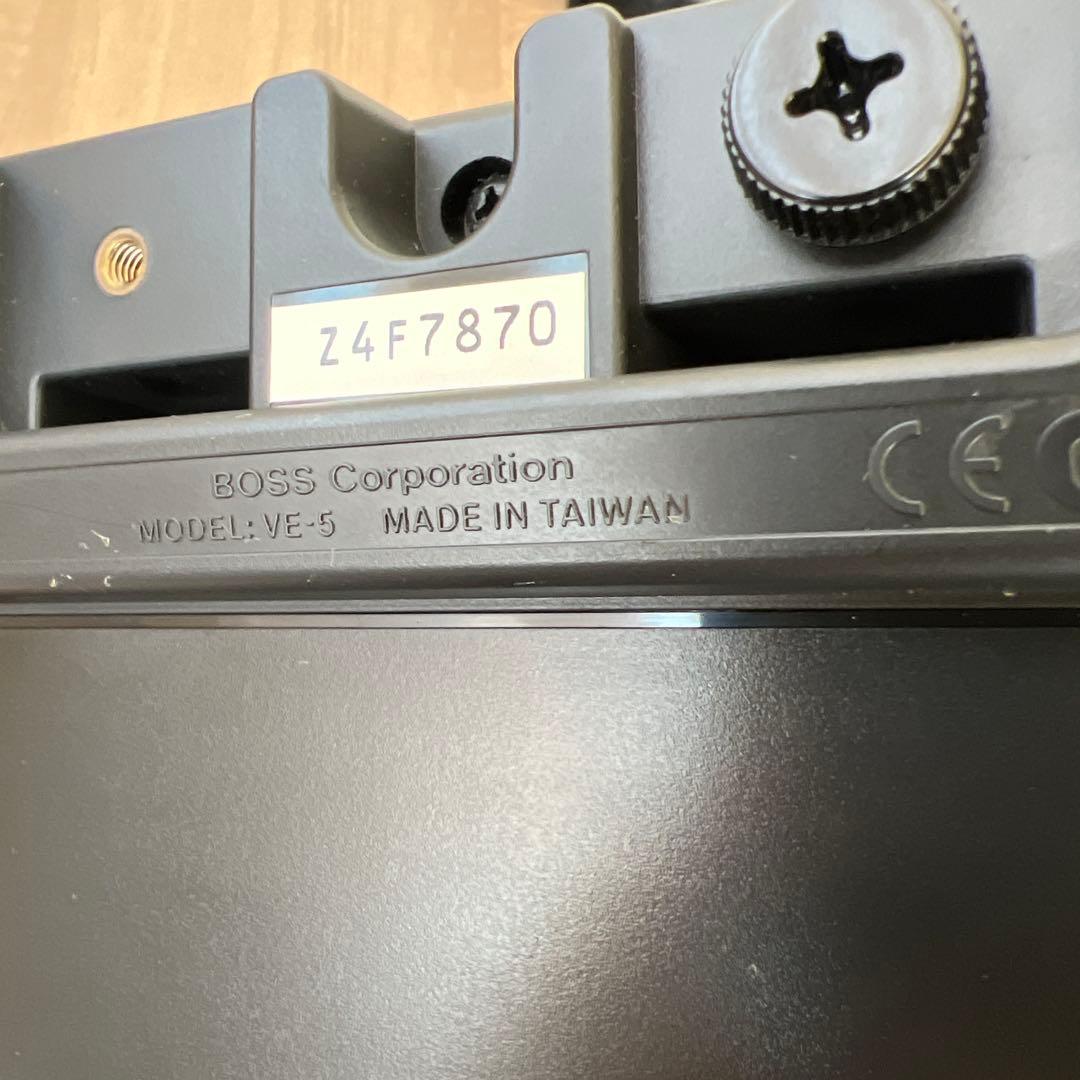 Z4F7870
BOSS Corporation
MODEL: VE-5 MADE IN TAIWAN
CE